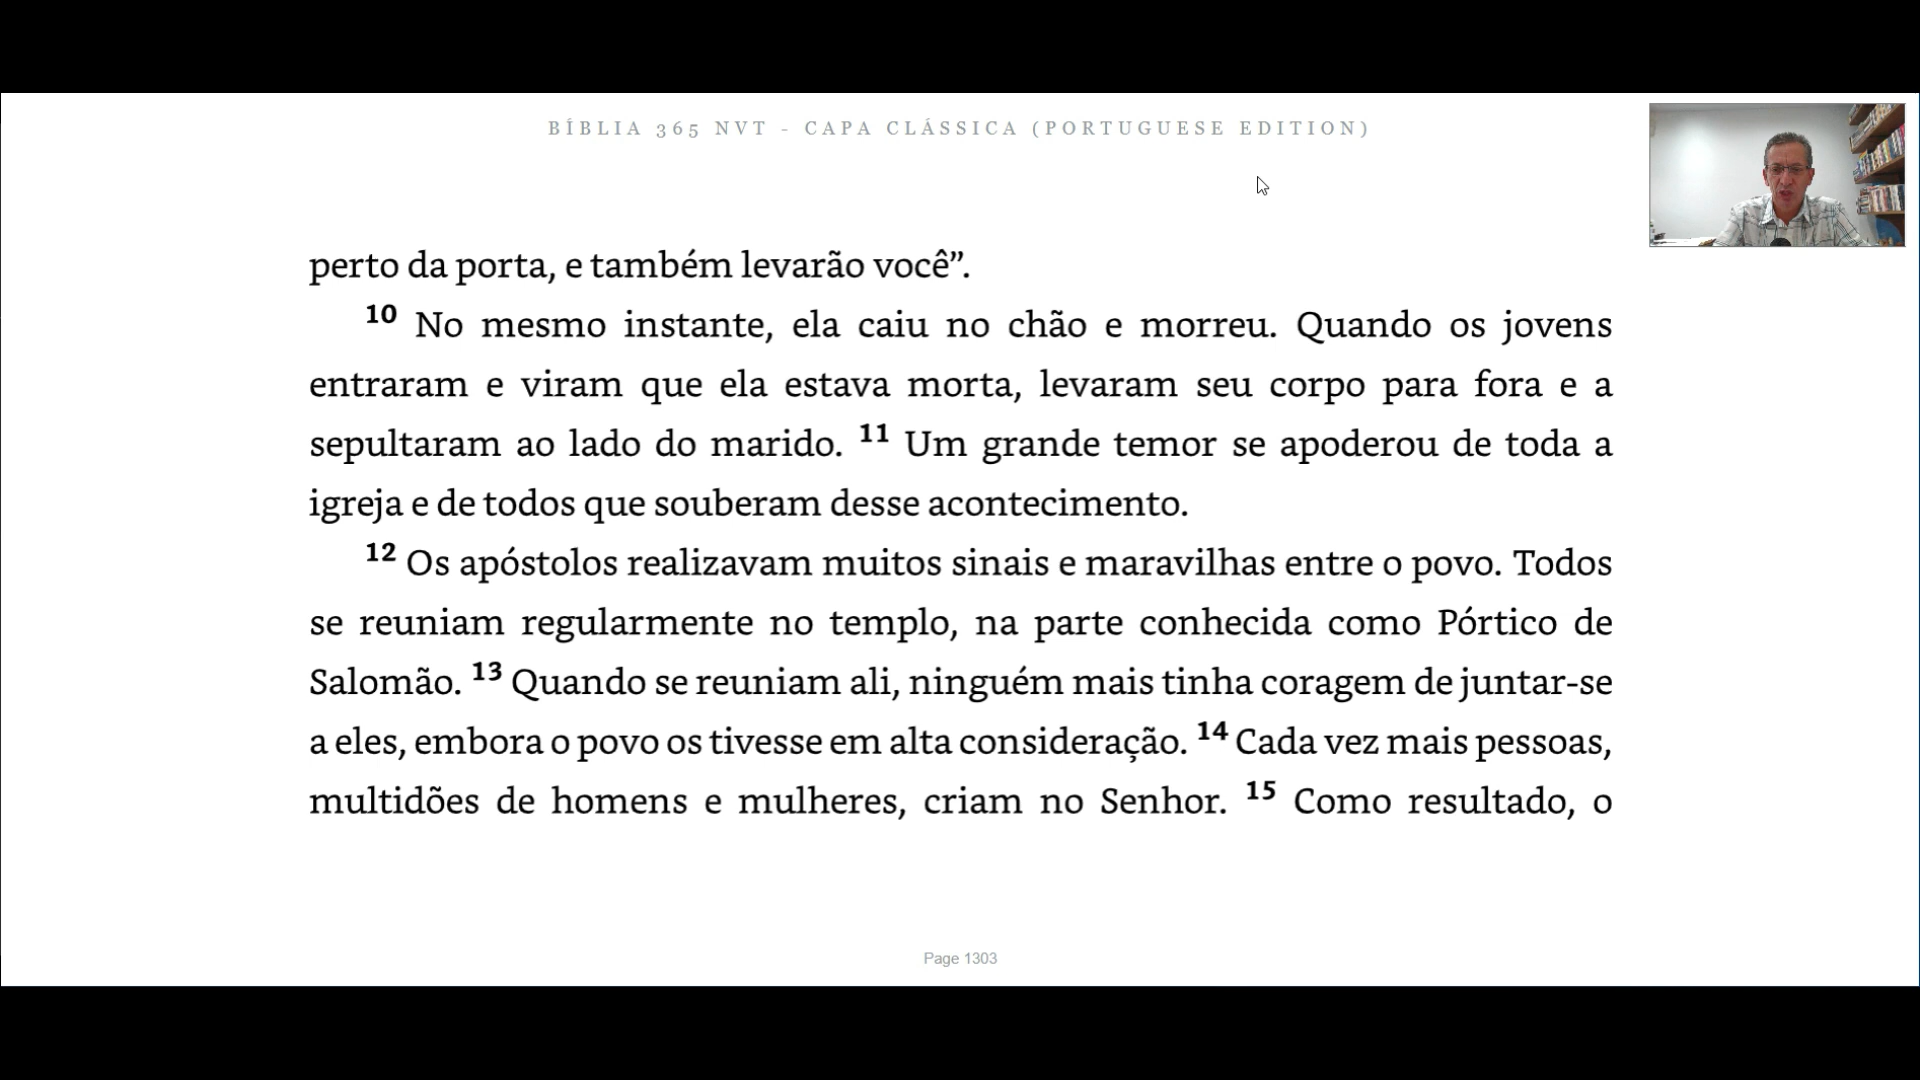 BÍBLIA 365 NVT - CAPA CLÁSSICA (PORTUGUESE EDITION)
perto da porta, e também levarão você”.
10 No mesmo instante, ela caiu no chão e morreu. Quando os jovens
entraram e viram que ela estava morta, levaram seu corpo para fora e a
sepultaram ao lado do marido. 11 Um grande temor se apoderou de toda a
igreja e de todos que souberam desse acontecimento.
12 Os apóstolos realizavam muitos sinais e maravilhas entre o povo. Todos
se reuniam regularmente no templo, na parte conhecida como Pórtico de
Salomão. 13 Quando se reuniam ali, ninguém mais tinha coragem de juntar-se
a eles, embora o povo os tivesse em alta consideração. 14 Cada vez mais pessoas,
multidões de homens e mulheres, criam no Senhor. 15 Como resultado, o
Page 1303